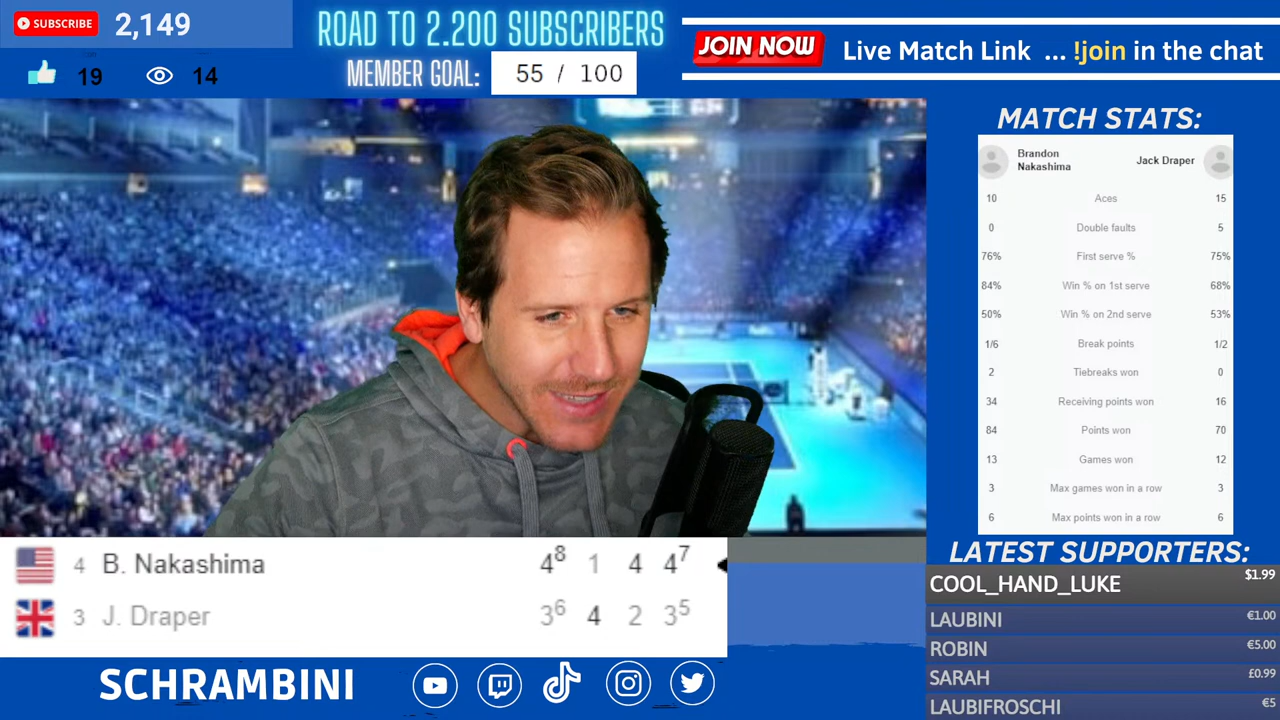 SUBSCRIBE
2,149
19
14
ROAD TO 2.200 SUBSCRIBERS
MEMBER GOAL:
55 / 100
JOIN NOW
Live Match Link ... !join in the chat
MATCH STATS:
Brandon
Nakashima
Jack Draper
10 Aces 15
0 Double faults 5
76% First serve % 75%
84% Win % on 1st serve 68%
50% Win % on 2nd serve 53%
1/6 Break points 1/2
2 Tiebreaks won 0
34 Receiving points won 16
84 Points won 70
13 Games won 12
3 Max games won in a row 3
6 Max points won in a row 6
4 B. Nakashima 4⁸ 1 4 4⁷
3 J. Draper 3⁶ 4 2 3⁵
LATEST SUPPORTERS:
COOL_HAND_LUKE $1.99
LAUBINI €1.00
ROBIN €5.00
SARAH £0.99
LAUBIFROSCHI €5
SCHRAMBINI